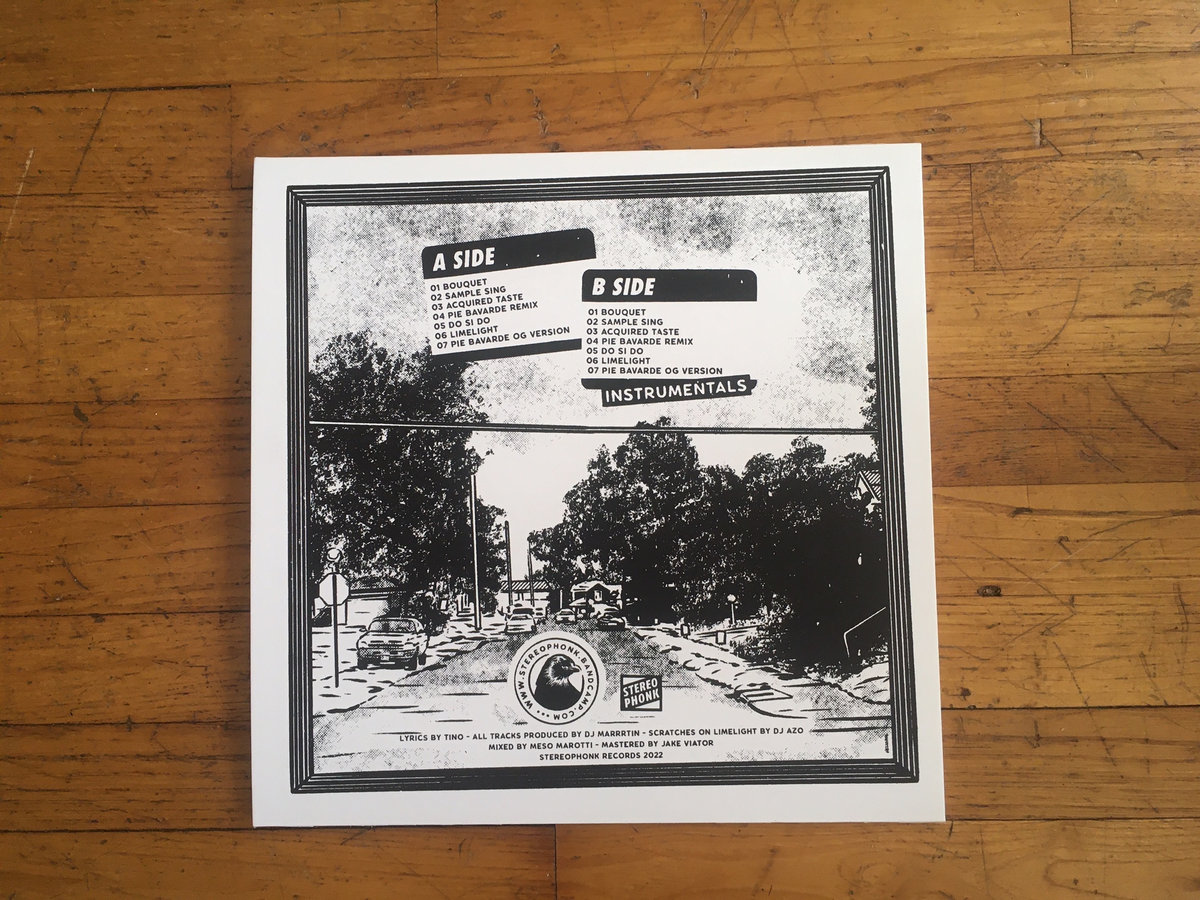 A SIDE
01 BOUQUET
02 SAMPLE SING
03 ACQUIRED TASTE
04 PIE BAVARDE REMIX
05 DO SI DO
06 LIMELIGHT
07 PIE BAVARDE OG VERSION
B SIDE
01 BOUQUET
02 SAMPLE SING
03 ACQUIRED TASTE
04 PIE BAVARDE REMIX
05 DO SI DO
06 LIMELIGHT
07 PIE BAVARDE OG VERSION
INSTRUMENTALS
WWW.STEREOPHONK.BANDCAMP.COM
STEREO
PHONK
LYRICS BY TINO - ALL TRACKS PRODUCED BY DJ MARRRTIN - SCRATCHES ON LIMELIGHT BY DJ AZO
MIXED BY MESO MAROTTI - MASTERED BY JAKE VIATOR
STEREOPHONK RECORDS 2022